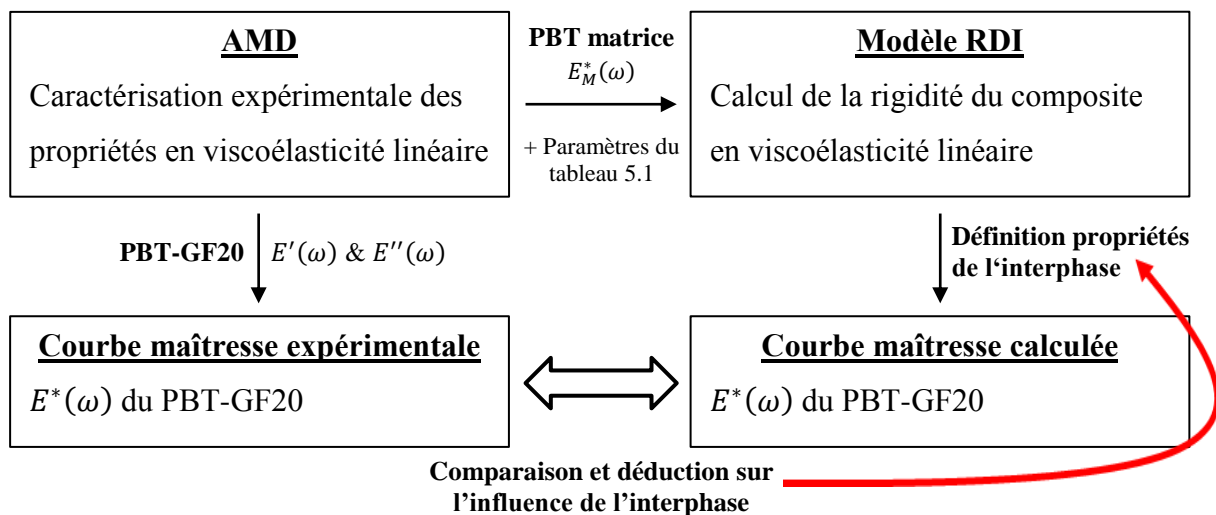 AMD
Caractérisation expérimentale des
propriétés en viscoélasticité linéaire
PBT matrice
E*_M(ω)
+ Paramètres du
tableau 5.1
Modèle RDI
Calcul de la rigidité du composite
en viscoélasticité linéaire
PBT-GF20 E′(ω) & E′′(ω)
Définition propriétés
de l‘interphase
Courbe maîtresse expérimentale
E*(ω) du PBT-GF20
Courbe maîtresse calculée
E*(ω) du PBT-GF20
Comparaison et déduction sur
l’influence de l’interphase